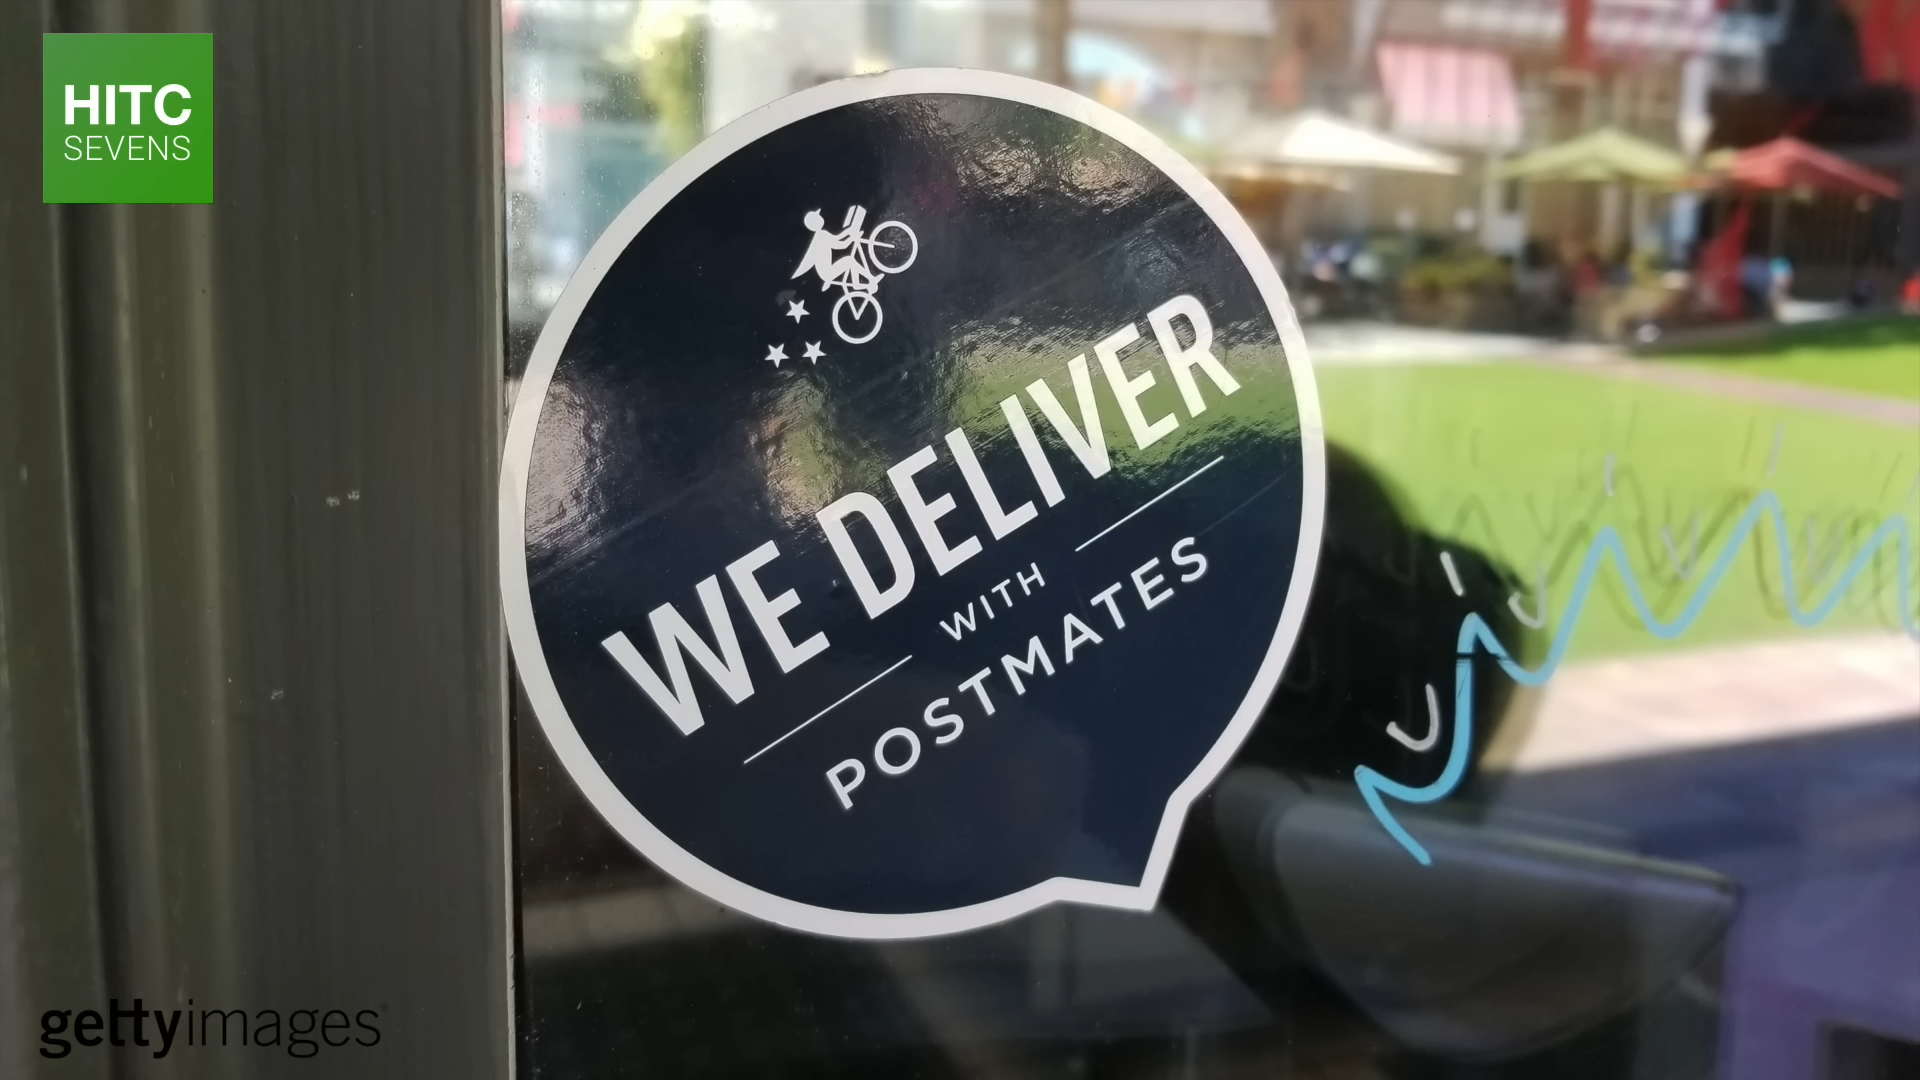 HITC
SEVENS
WE DELIVER
WITH
POSTMATES
gettyimages